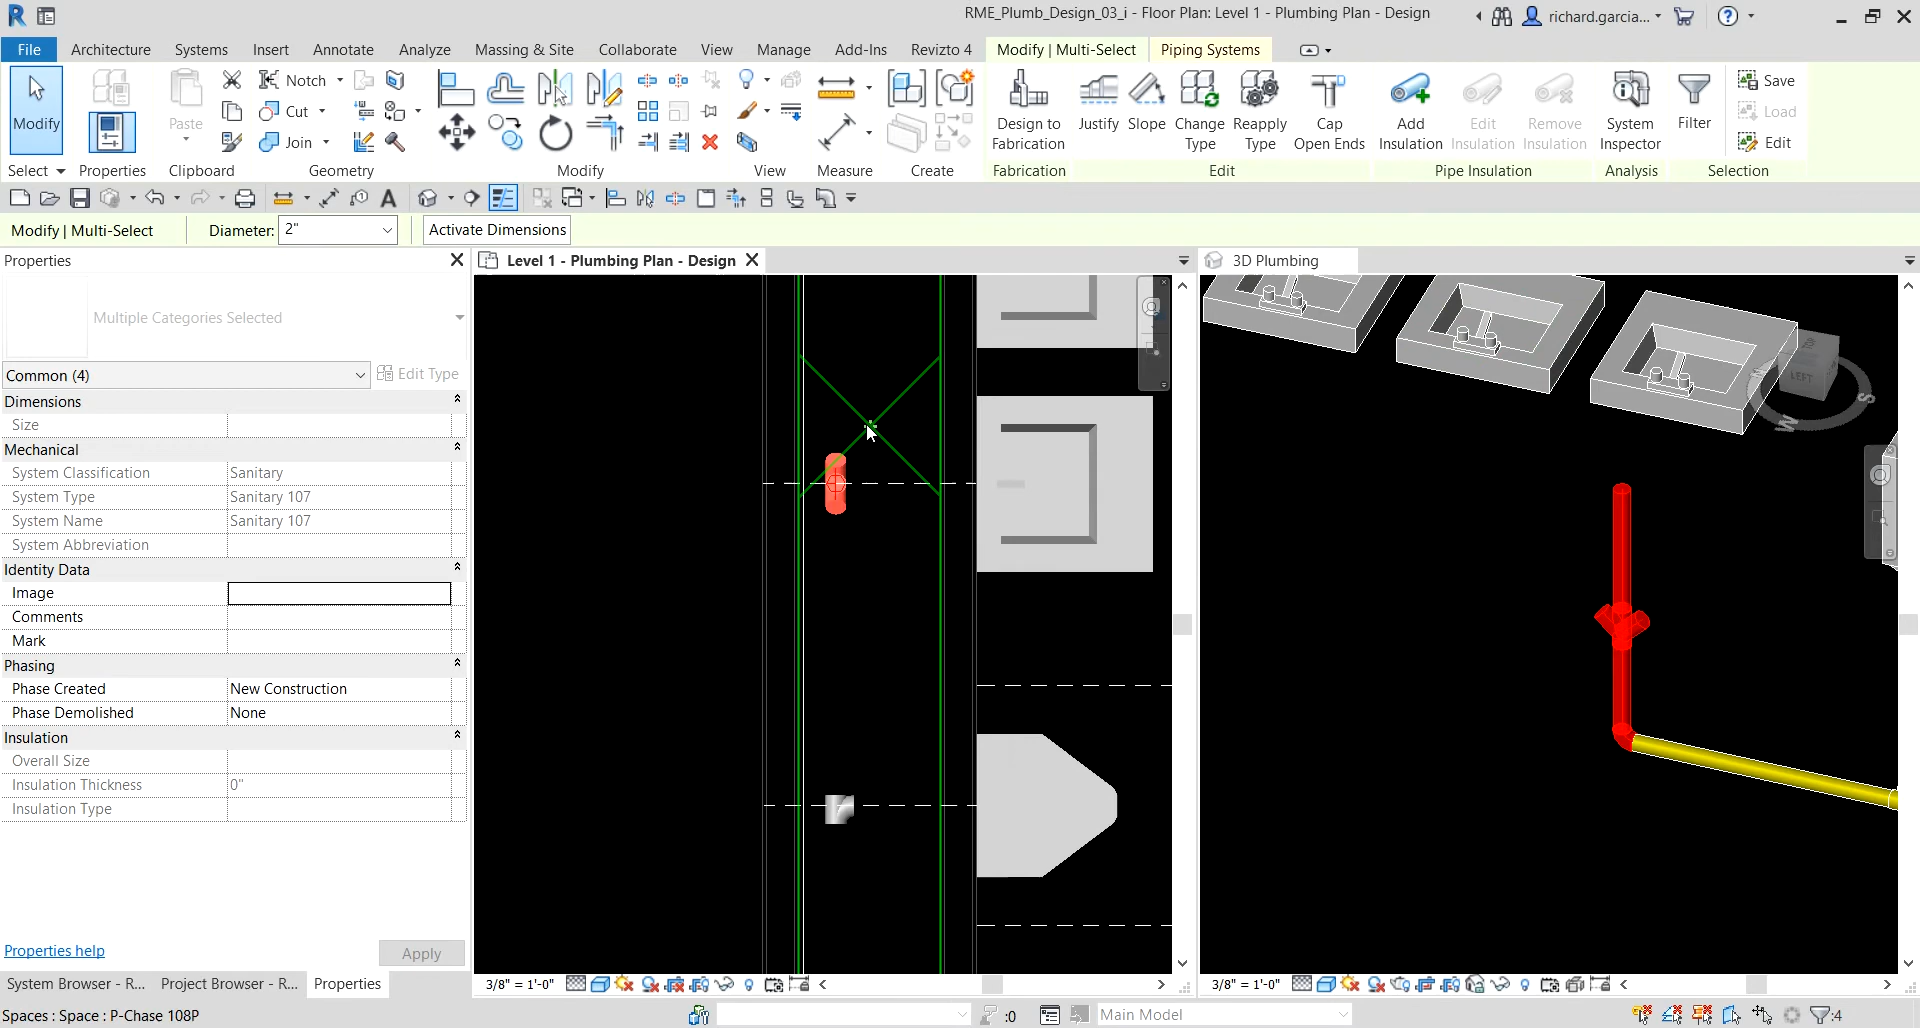 RME_Plumb_Design_03_i - Floor Plan: Level 1 - Plumbing Plan - Design
richard.garcia...
File Architecture Systems Insert Annotate Analyze Massing & Site Collaborate View Manage Add-Ins Revizto 4 Modify | Multi-Select Piping Systems
Modify
Paste
Notch
Cut
Join
Design to Fabrication
Justify
Slope
Change Type
Reapply Type
Cap Open Ends
Add Insulation
Edit Insulation
Remove Insulation
System Inspector
Filter
Save
Load
Edit
Select Properties Clipboard Geometry Modify View Measure Create Fabrication Edit Pipe Insulation Analysis Selection
Modify | Multi-Select Diameter: 2" Activate Dimensions
Properties
Level 1 - Plumbing Plan - Design
3D Plumbing
Multiple Categories Selected
Common (4) Edit Type
Dimensions
Size
Mechanical
System Classification Sanitary
System Type Sanitary 107
System Name Sanitary 107
System Abbreviation
Identity Data
Image
Comments
Mark
Phasing
Phase Created New Construction
Phase Demolished None
Insulation
Overall Size
Insulation Thickness 0"
Insulation Type
LEFT
S
W
Properties help Apply
System Browser - R... Project Browser - R... Properties
3/8" = 1'-0"
3/8" = 1'-0"
Spaces : Space : P-Chase 108P
:0
Main Model
:4